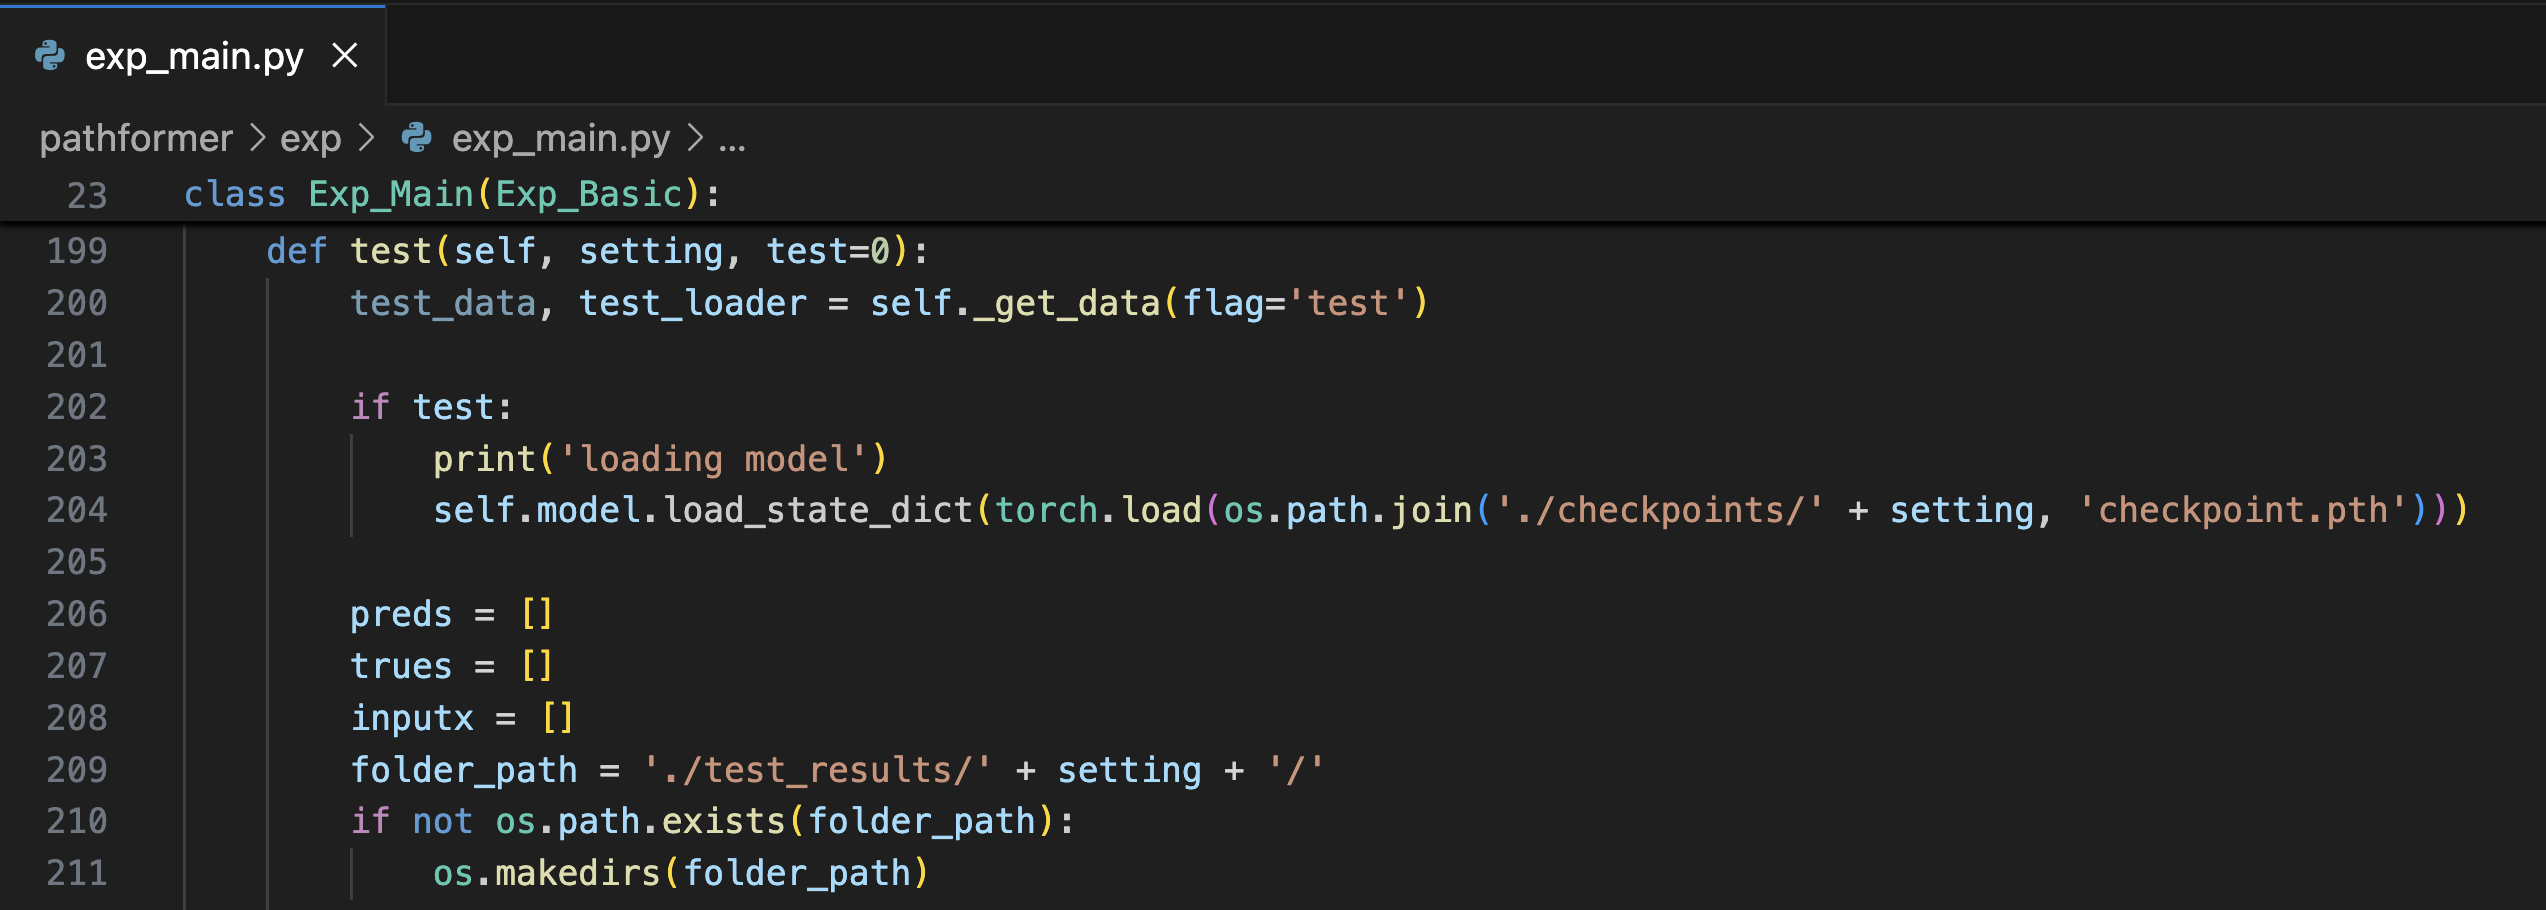 exp_main.py
pathformer > exp > exp_main.py > ...
23 class Exp_Main(Exp_Basic):
199 def test(self, setting, test=0):
200 test_data, test_loader = self._get_data(flag='test')
201
202 if test:
203 print('loading model')
204 self.model.load_state_dict(torch.load(os.path.join('./checkpoints/' + setting, 'checkpoint.pth')))
205
206 preds = []
207 trues = []
208 inputx = []
209 folder_path = './test_results/' + setting + '/'
210 if not os.path.exists(folder_path):
211 os.makedirs(folder_path)